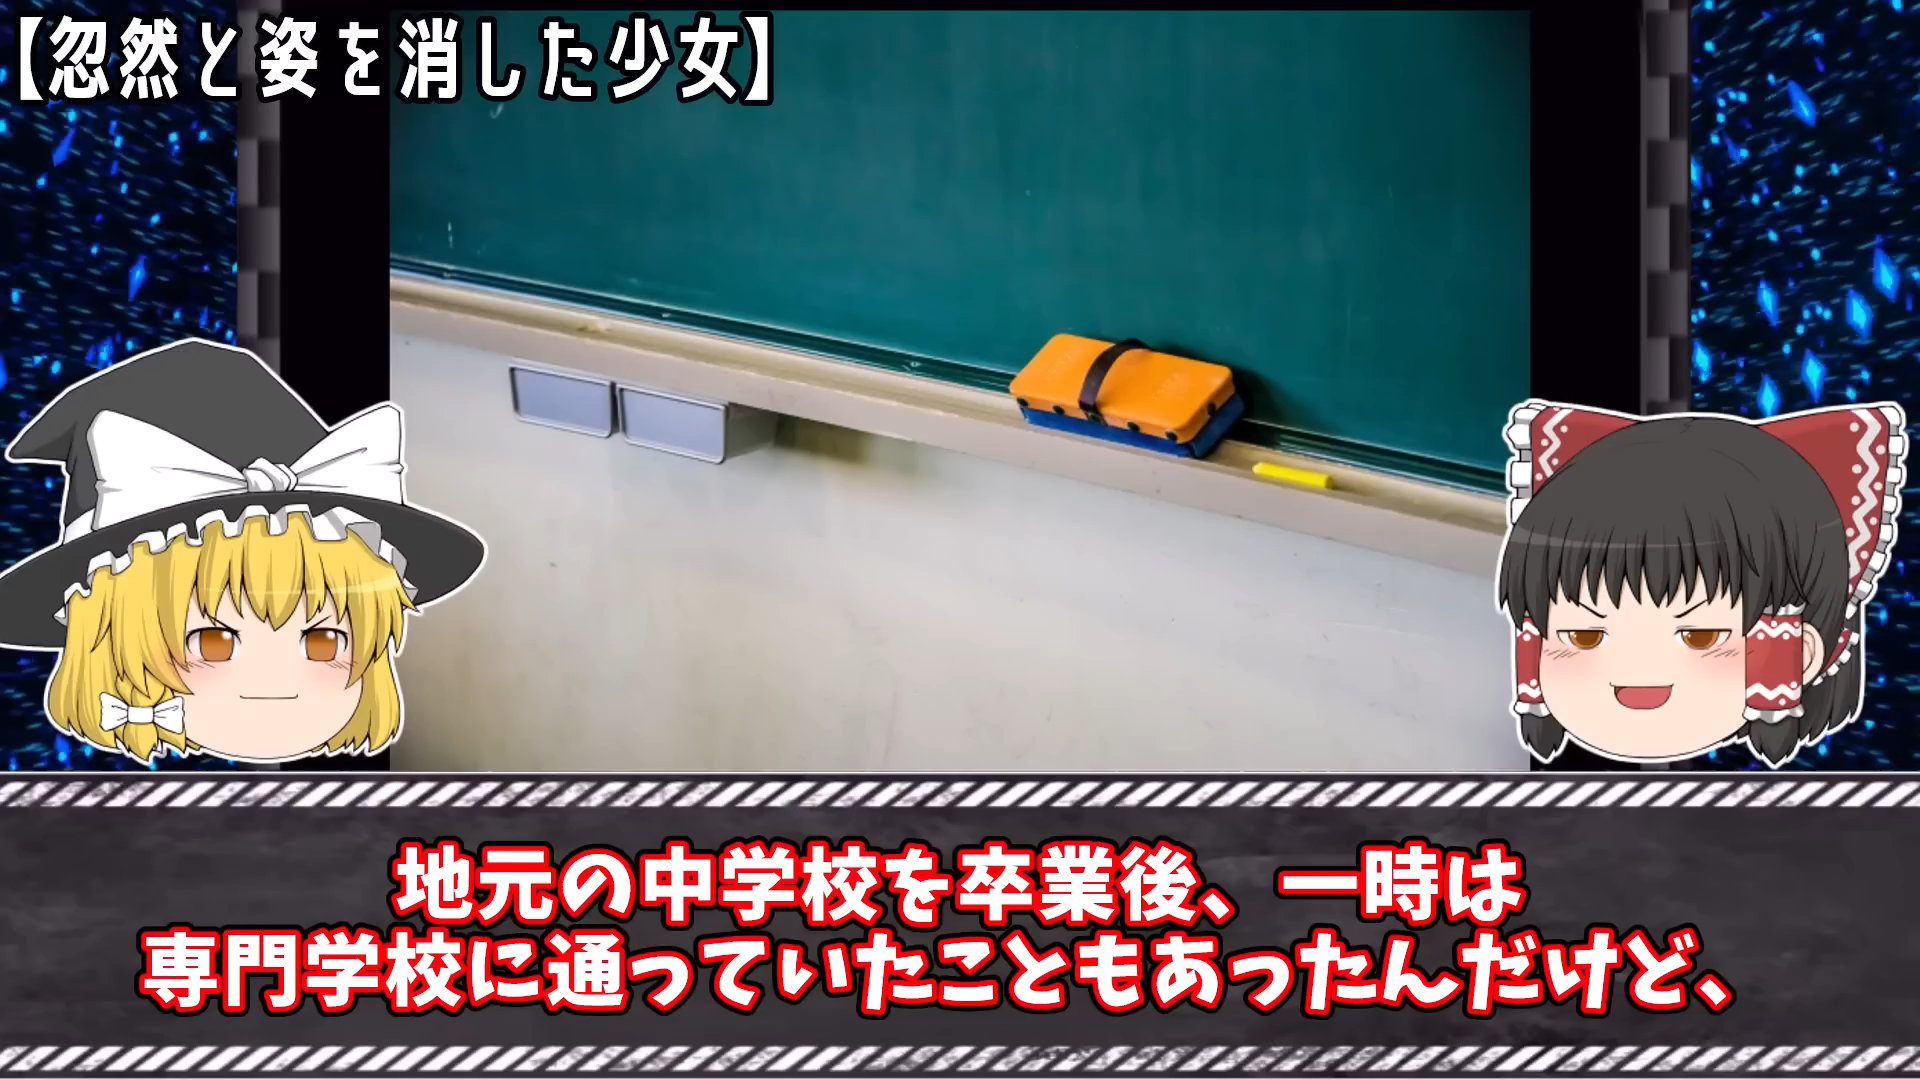 【忽然と姿を消した少女】
地元の中学校を卒業後、一時は
専門学校に通っていたこともあったんだけど、